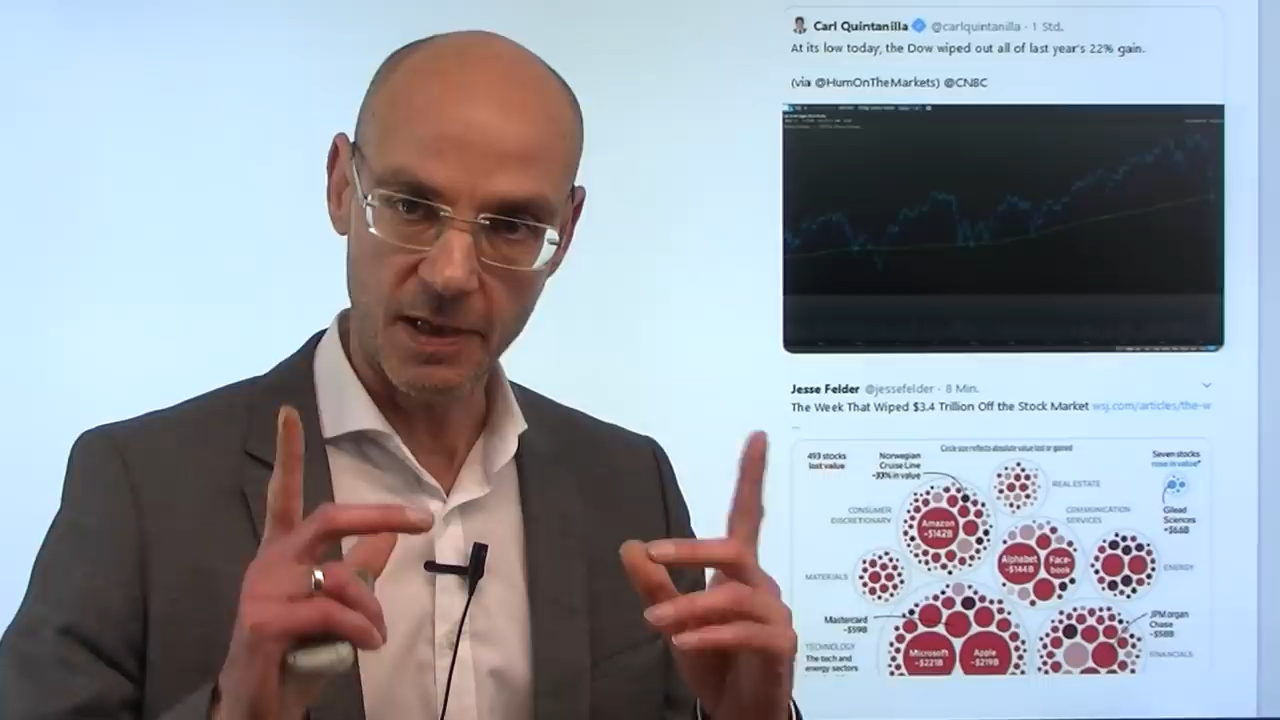 Carl Quintanilla @carlquintanilla · 1 Std.
At its low today, the Dow wiped out all of last year's 22% gain.
(via @HumOnTheMarkets) @CNBC
Jesse Felder @jessefelder · 8 Min.
The Week That Wiped $3.4 Trillion Off the Stock Market wsj.com/articles/the-w
...
Circle size reflects absolute value lost or gained
493 stocks
lost value
Norwegian
Cruise Line
in value
Seven stocks
rose in value*
REAL ESTATE
CONSUMER
DISCRETIONARY
COMMUNICATION
SERVICES
Gilead
Sciences
+$6.6B
Amazon
–$142B
Alphabet
–$144B
Face-
book
MATERIALS
ENERGY
Mastercard
–$59B
JPMorgan
Chase
–$58B
TECHNOLOGY
The tech and
energy sectors
Microsoft
–$221B
Apple
–$219B
FINANCIALS